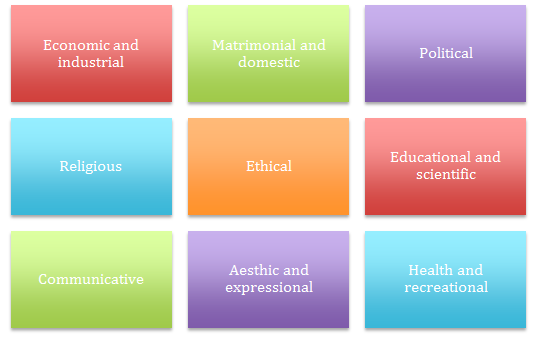 Economic and
industrial
Matrimonial and
domestic
Political
Religious
Ethical
Educational and
scientific
Communicative
Aesthic and
expressional
Health and
recreational